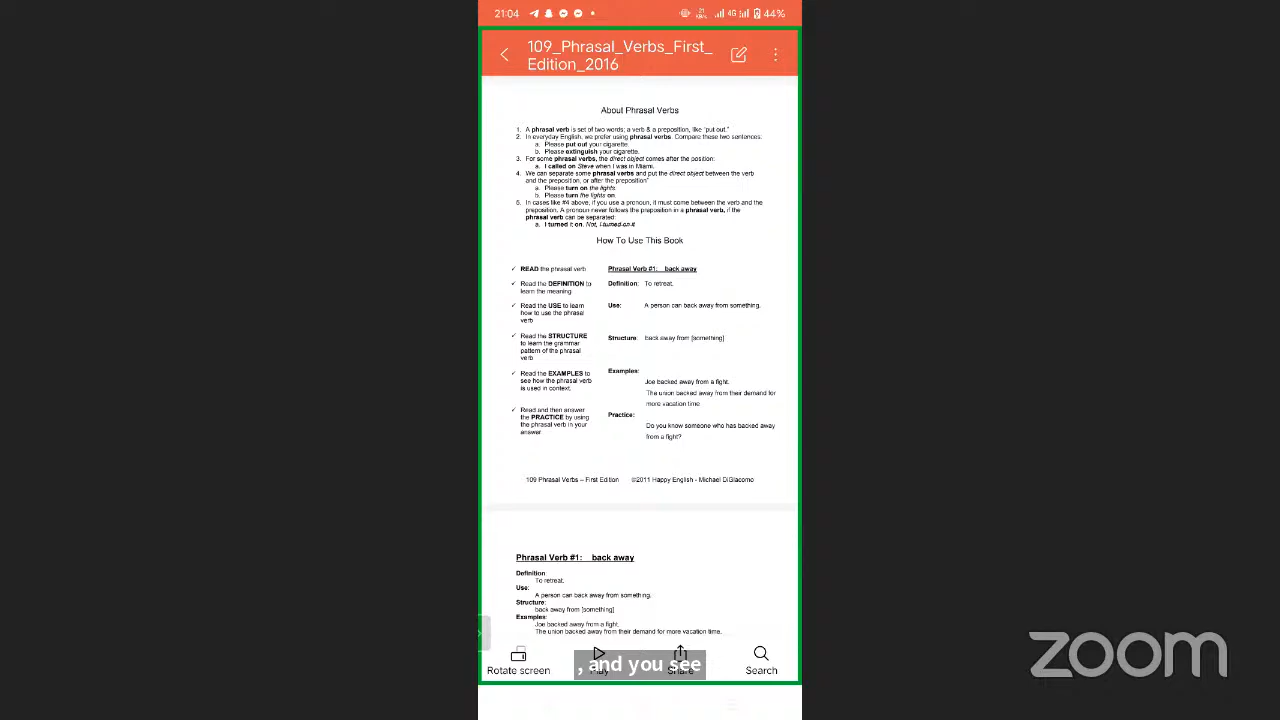 21:04
21 KB/s 4G 44%
109_Phrasal_Verbs_First_
Edition_2016
About Phrasal Verbs
1. A phrasal verb is set of two words; a verb & a preposition, like "put out."
2. In everyday English, we prefer using phrasal verbs. Compare these two sentences:
a. Please put out your cigarette.
b. Please extinguish your cigarette.
3. For some phrasal verbs, the direct object comes after the position:
a. I called on Steve when I was in Miami.
4. We can separate some phrasal verbs and put the direct object between the verb
and the preposition, or after the preposition"
a. Please turn on the lights.
b. Please turn the lights on.
5. In cases like #4 above, if you use a pronoun, it must come between the verb and the
preposition. A pronoun never follows the preposition in a phrasal verb, if the
phrasal verb can be separated:
a. I turned it on. Not, I turned on it
How To Use This Book
✓ READ the phrasal verb
Phrasal Verb #1: back away
✓ Read the DEFINITION to
learn the meaning.
Definition: To retreat.
✓ Read the USE to learn
how to use the phrasal
verb
Use: A person can back away from something.
✓ Read the STRUCTURE
to learn the grammar
pattern of the phrasal
verb
Structure: back away from [something]
✓ Read the EXAMPLES to
see how the phrasal verb
is used in context.
Examples:
Joe backed away from a fight.
The union backed away from their demand for
more vacation time
✓ Read and then answer
the PRACTICE by using
the phrasal verb in your
answer.
Practice:
Do you know someone who has backed away
from a fight?
109 Phrasal Verbs – First Edition ©2011 Happy English - Michael DiGiacomo
Phrasal Verb #1: back away
Definition:
To retreat.
Use:
A person can back away from something.
Structure:
back away from [something]
Examples:
Joe backed away from a fight.
The union backed away from their demand for more vacation time.
Rotate screen
Play
Share
Search
, and you see
zoom